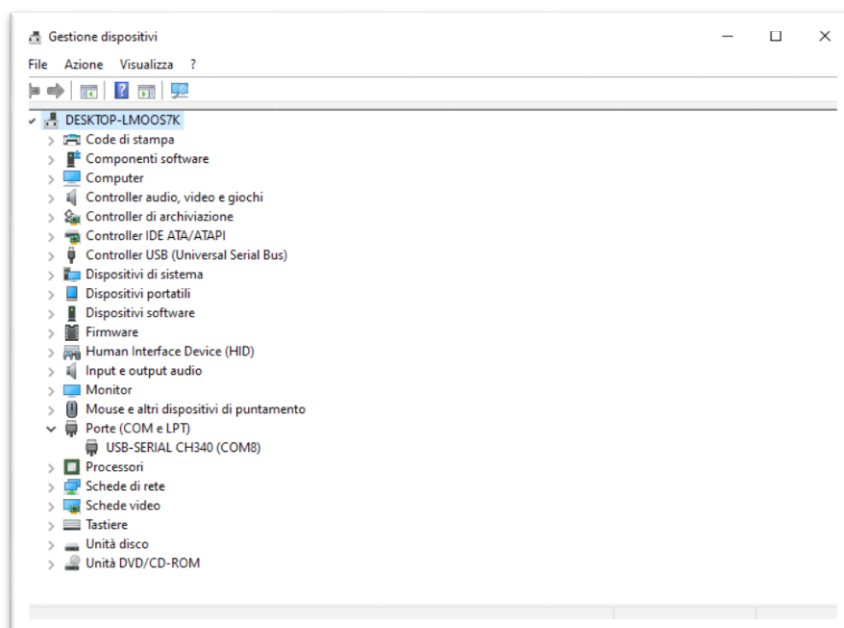 Gestione dispositivi
File Azione Visualizza ?
DESKTOP-LMOOS7K
Code di stampa
Componenti software
Computer
Controller audio, video e giochi
Controller di archiviazione
Controller IDE ATA/ATAPI
Controller USB (Universal Serial Bus)
Dispositivi di sistema
Dispositivi portatili
Dispositivi software
Firmware
Human Interface Device (HID)
Input e output audio
Monitor
Mouse e altri dispositivi di puntamento
Porte (COM e LPT)
USB-SERIAL CH340 (COM8)
Processori
Schede di rete
Schede video
Tastiere
Unità disco
Unità DVD/CD-ROM